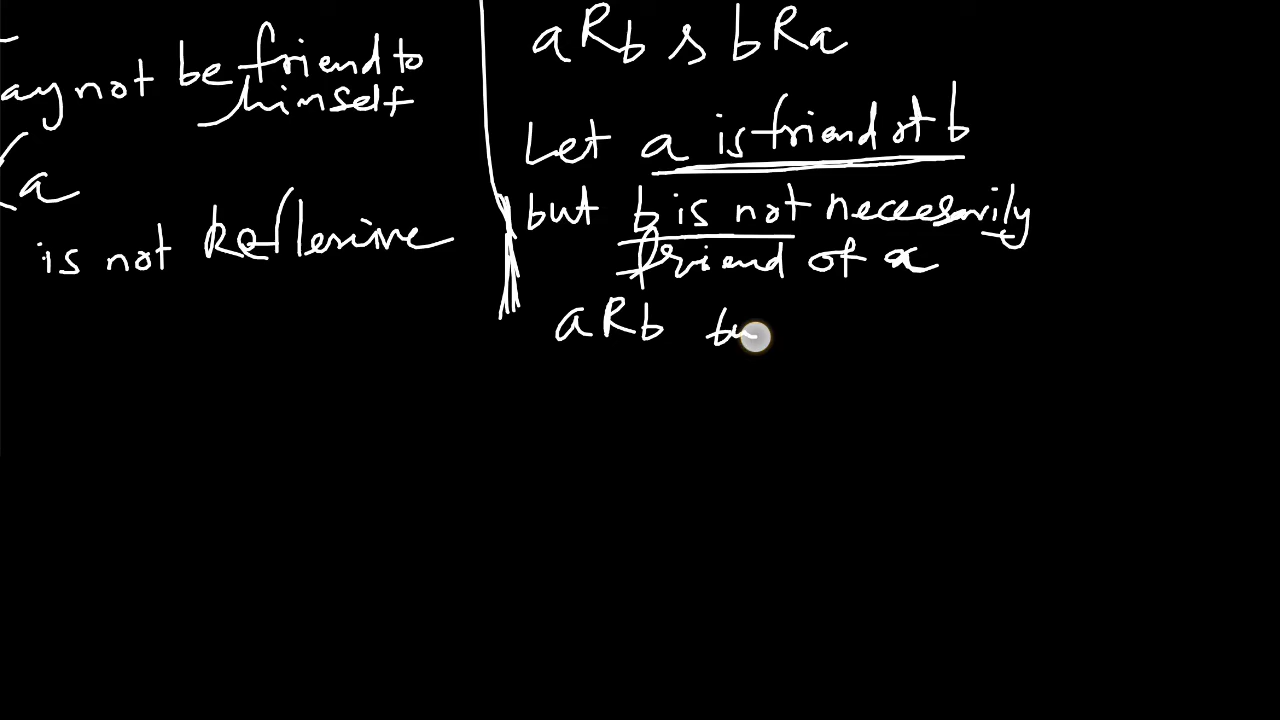 ay not be friend to
himself
a
is not Reflexive
aRb s bRa
Let a is friend of b
but b is not necessarily
friend of a
aRb bu